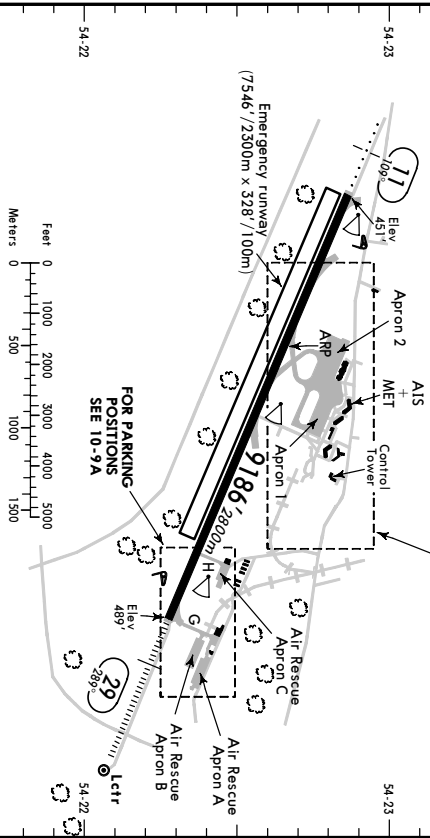 54-22
54-23
11
109°
Elev
451'
A
Emergency runway
(7546'/2300m x 328'/100m)
Apron 2
AIS
+
MET
ARP
Control
Tower
Apron 1
9186' 2800m
Feet 0 1000 2000 3000 4000 5000
Meters 0 500 1000 1500
FOR PARKING
POSITIONS
SEE 10-9A
H
G
Elev
489'
29
289°
Air Rescue
Apron C
Air Rescue
Apron A
Air Rescue
Apron B
Lctr
54-22
54-23